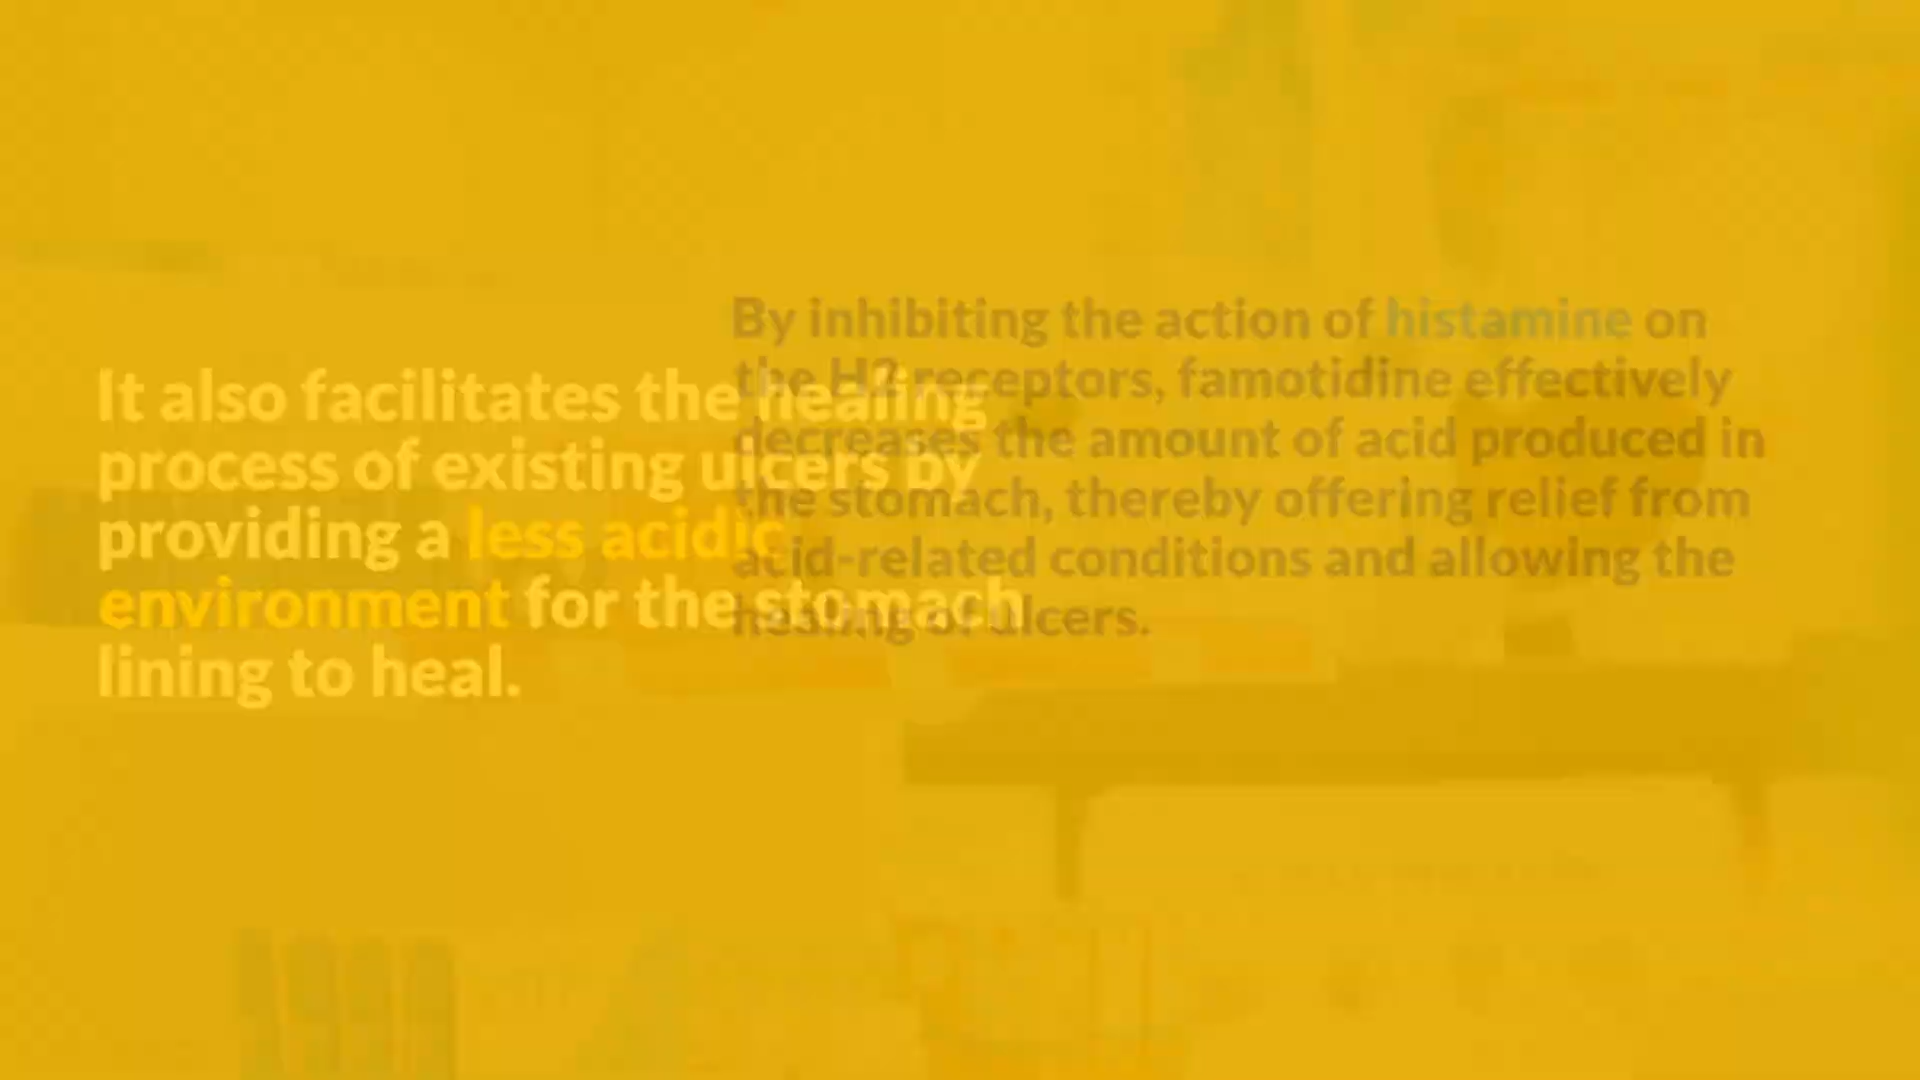 It also facilitates the healing
process of existing ulcers by
providing a less acidic
environment for the stomach
lining to heal.
By inhibiting the action of histamine on
the H2 receptors, famotidine effectively
decreases the amount of acid produced in
the stomach, thereby offering relief from
acid-related conditions and allowing the
healing of ulcers.